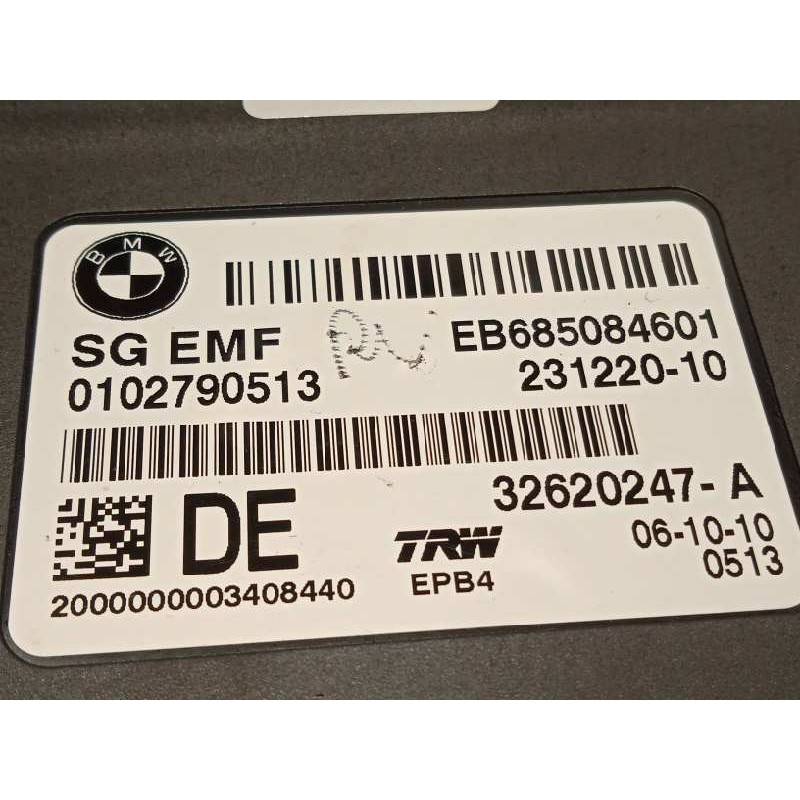 BMW
SG EMF
EB685084601
0102790513
231220-10
32620247-A
DE
TRW
06-10-10
EPB4
0513
2000000003408440